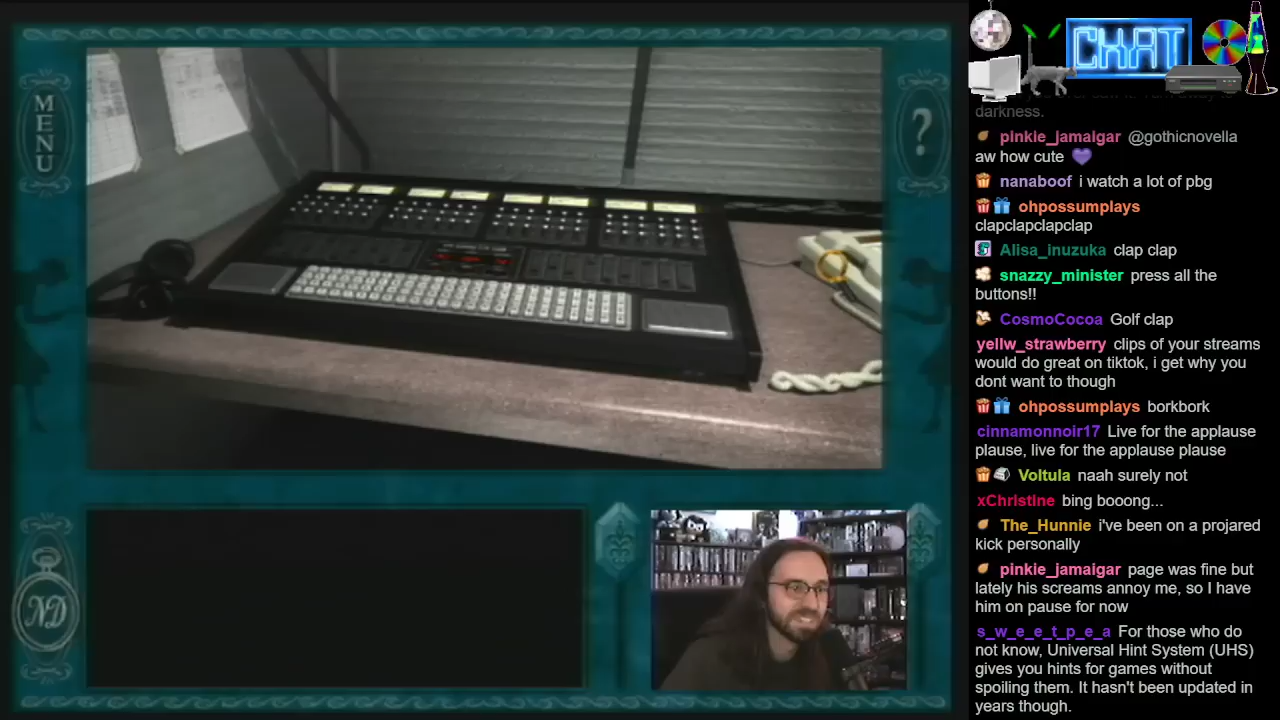 CHAT
MENU
?
darkness.
pinkie_jamaigar @gothicnovella
aw how cute 💜
nanaboof i watch a lot of pbg
ohpossumplays
clapclapclapclap
Alisa_inuzuka clap clap
snazzy_minister press all the
buttons!!
CosmoCocoa Golf clap
yellw_strawberry clips of your streams
would do great on tiktok, i get why you
dont want to though
ohpossumplays borkbork
cinnamonnoir17 Live for the applause
plause, live for the applause plause
Voltula naah surely not
xChristine bing booong...
The_Hunnie i've been on a projared
kick personally
pinkie_jamaigar page was fine but
lately his screams annoy me, so I have
him on pause for now
s_w_e_e_t_p_e_a For those who do
not know, Universal Hint System (UHS)
gives you hints for games without
spoiling them. It hasn't been updated in
years though.
ND